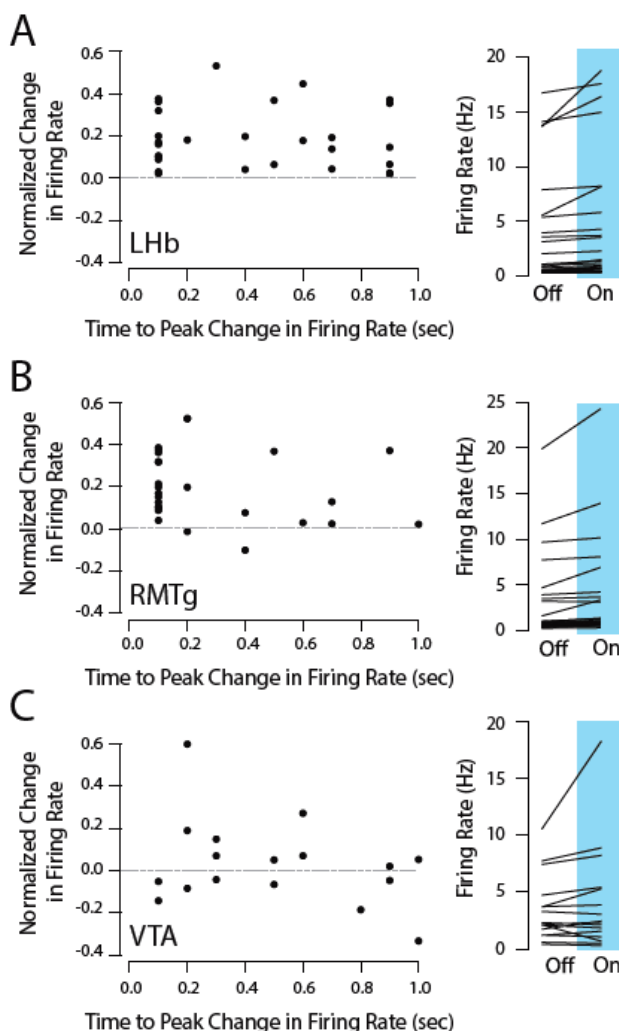 A
Normalized Change
in Firing Rate
0.6
0.4
0.2
0.0
-0.2
-0.4
LHb
0.0 0.2 0.4 0.6 0.8 1.0
Time to Peak Change in Firing Rate (sec)
Firing Rate (Hz)
20
15
10
5
0
Off On
B
Normalized Change
in Firing Rate
0.6
0.4
0.2
0.0
-0.2
-0.4
RMTg
0.0 0.2 0.4 0.6 0.8 1.0
Time to Peak Change in Firing Rate (sec)
Firing Rate (Hz)
25
20
15
10
5
0
Off On
C
Normalized Change
in Firing Rate
0.6
0.4
0.2
0.0
-0.2
-0.4
VTA
0.0 0.2 0.4 0.6 0.8 1.0
Time to Peak Change in Firing Rate (sec)
Firing Rate (Hz)
20
15
10
5
0
Off On